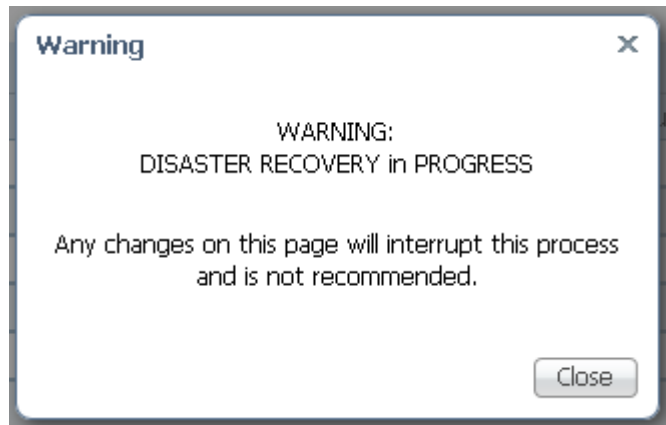 Warning
WARNING:
DISASTER RECOVERY in PROGRESS
Any changes on this page will interrupt this process
and is not recommended.
Close